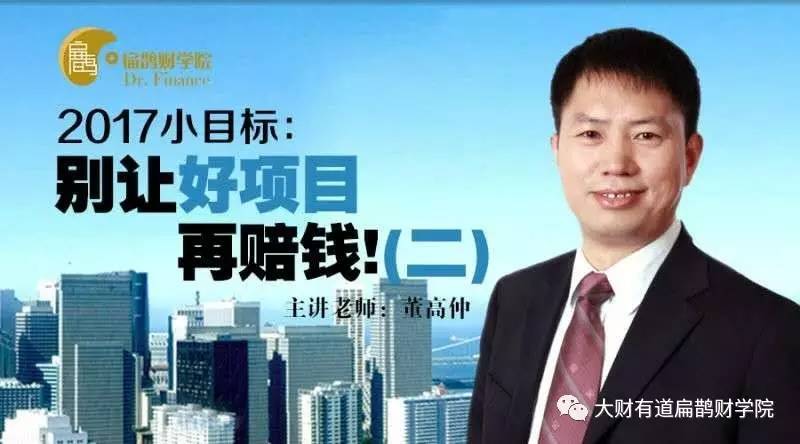 扁鹊
扁鹊财学院
Dr. Finance
2017小目标：
别让好项目
再赔钱!(二)
主讲老师：董高仲
大财有道扁鹊财学院